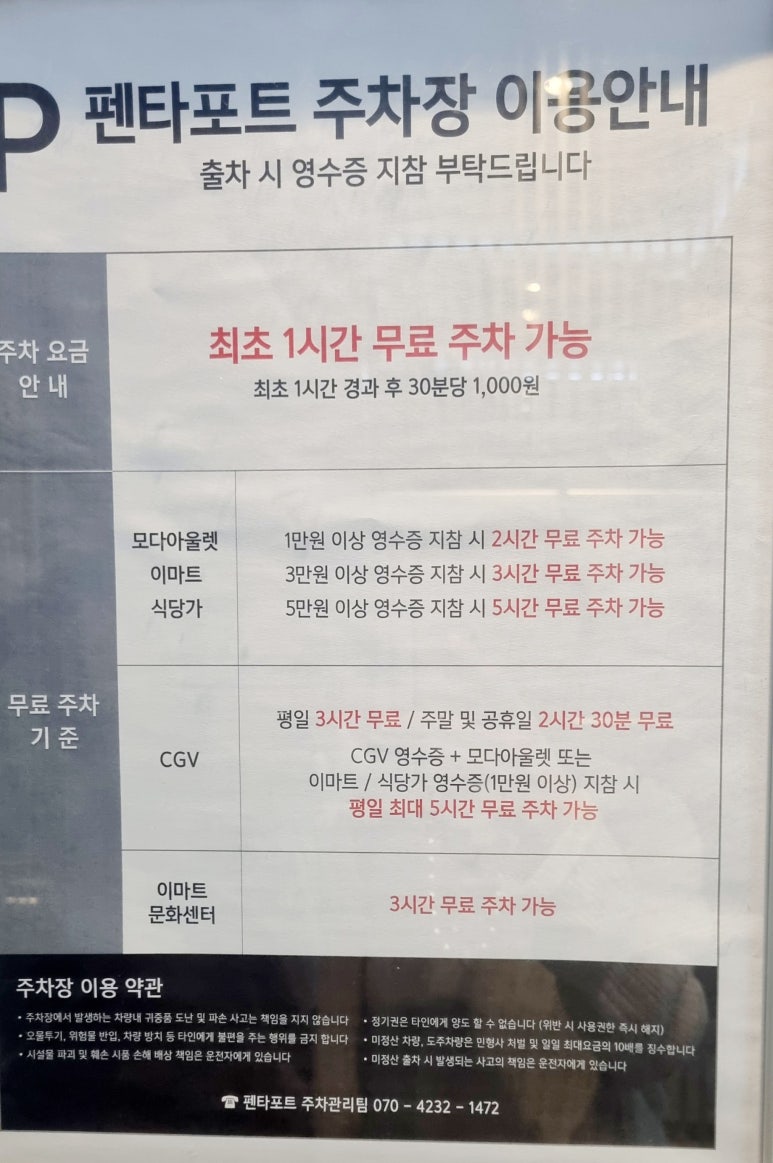 P 펜타포트 주차장 이용안내
출차 시 영수증 지참 부탁드립니다
주차 요금
안 내
최초 1시간 무료 주차 가능
최초 1시간 경과 후 30분당 1,000원
무료 주차
기 준
모다아울렛 1만원 이상 영수증 지참 시 2시간 무료 주차 가능
이마트 3만원 이상 영수증 지참 시 3시간 무료 주차 가능
식당가 5만원 이상 영수증 지참 시 5시간 무료 주차 가능
CGV
평일 3시간 무료 / 주말 및 공휴일 2시간 30분 무료
CGV 영수증 + 모다아울렛 또는
이마트 / 식당가 영수증(1만원 이상) 지참 시
평일 최대 5시간 무료 주차 가능
이마트
문화센터
3시간 무료 주차 가능
주차장 이용 약관
• 주차장에서 발생하는 차량내 귀중품 도난 및 파손 사고는 책임을 지지 않습니다
• 오물투기, 위험물 반입, 차량 방치 등 타인에게 불편을 주는 행위를 금지 합니다
• 시설물 파괴 및 훼손 시품 손해 배상 책임은 운전자에게 있습니다
• 정기권은 타인에게 양도 할 수 없습니다 (위반 시 사용권한 즉시 해지)
• 미정산 차량, 도주차량은 민형사 처벌 및 일일 최대요금의 10배를 징수합니다
• 미정산 출차 시 발생되는 사고의 책임은 운전자에게 있습니다
☎ 펜타포트 주차관리팀 070 – 4232 – 1472